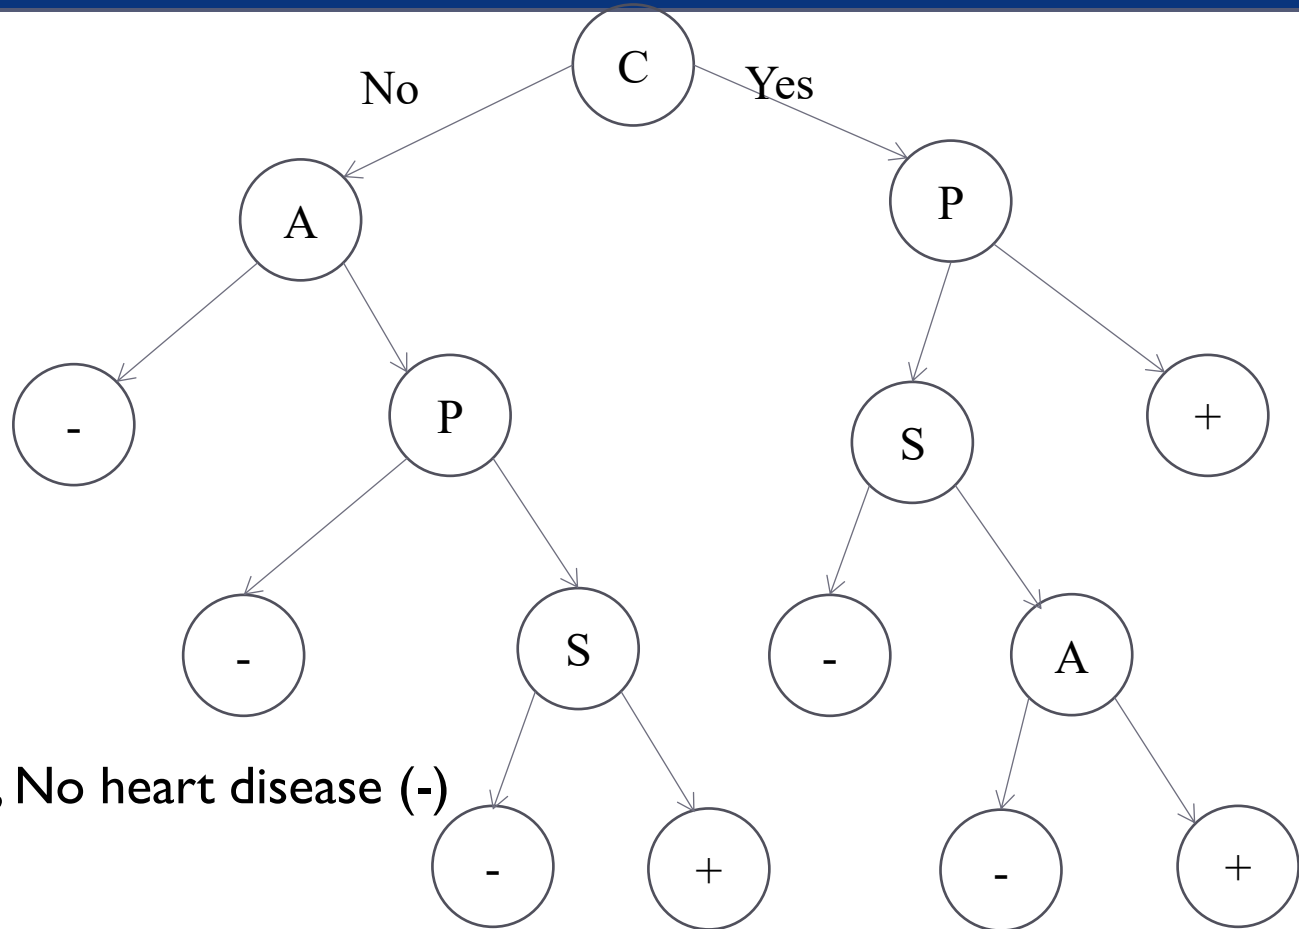 C
No
Yes
A
P
-
P
S
+
-
S
-
A
, No heart disease (-)
-
+
-
+